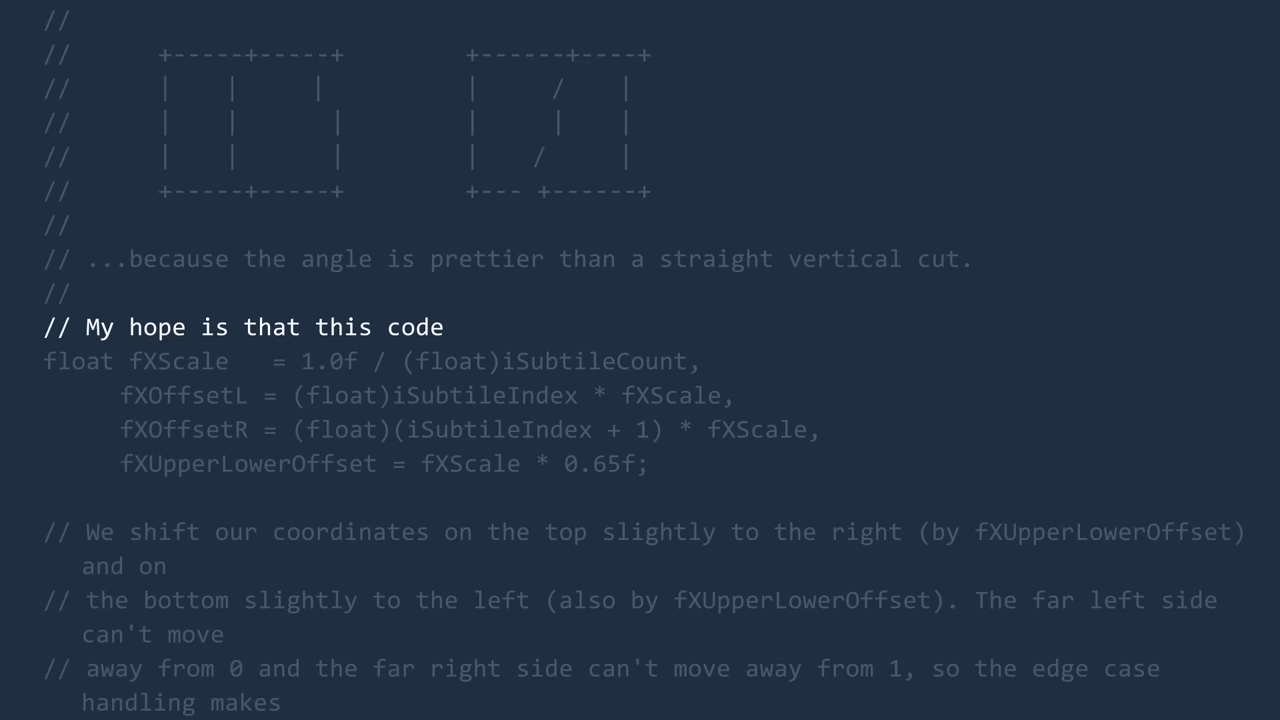 //
//      +-----+-----+        +------+----+
//      |    |     |         |     /    |
//      |    |      |        |     |    |
//      |    |      |        |    /     |
//      +-----+-----+        +--- +------+
//
// ...because the angle is prettier than a straight vertical cut.
//
// My hope is that this code
float fXScale   = 1.0f / (float)iSubtileCount,
     fXOffsetL = (float)iSubtileIndex * fXScale,
     fXOffsetR = (float)(iSubtileIndex + 1) * fXScale,
     fXUpperLowerOffset = fXScale * 0.65f;

// We shift our coordinates on the top slightly to the right (by fXUpperLowerOffset)
and on
// the bottom slightly to the left (also by fXUpperLowerOffset). The far left side
can't move
// away from 0 and the far right side can't move away from 1, so the edge case
handling makes